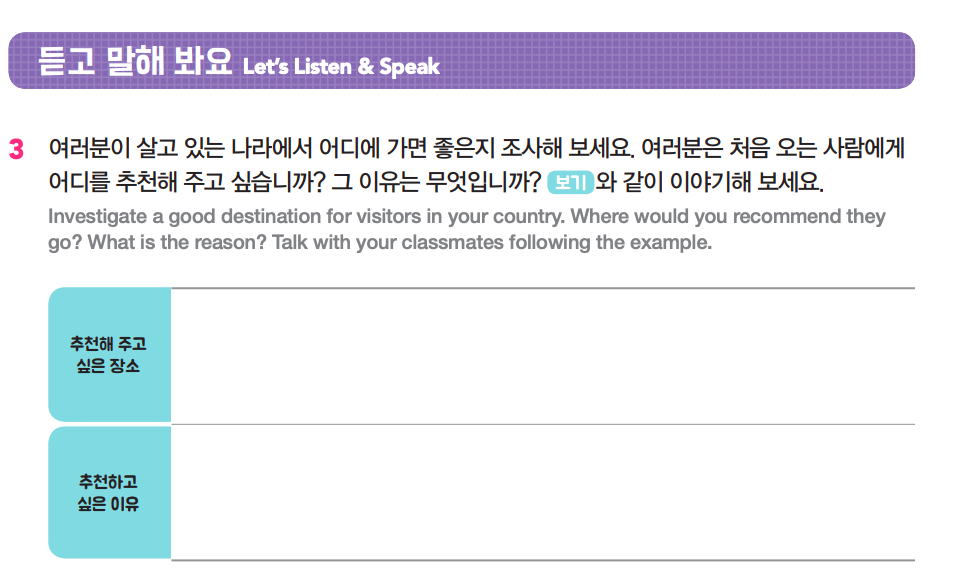 듣고 말해 봐요 Let's Listen & Speak
3 여러분이 살고 있는 나라에서 어디에 가면 좋은지 조사해 보세요. 여러분은 처음 오는 사람에게
어디를 추천해 주고 싶습니까? 그 이유는 무엇입니까? 보기 와 같이 이야기해 보세요.
Investigate a good destination for visitors in your country. Where would you recommend they
go? What is the reason? Talk with your classmates following the example.
추천해 주고
싶은 장소
추천하고
싶은 이유